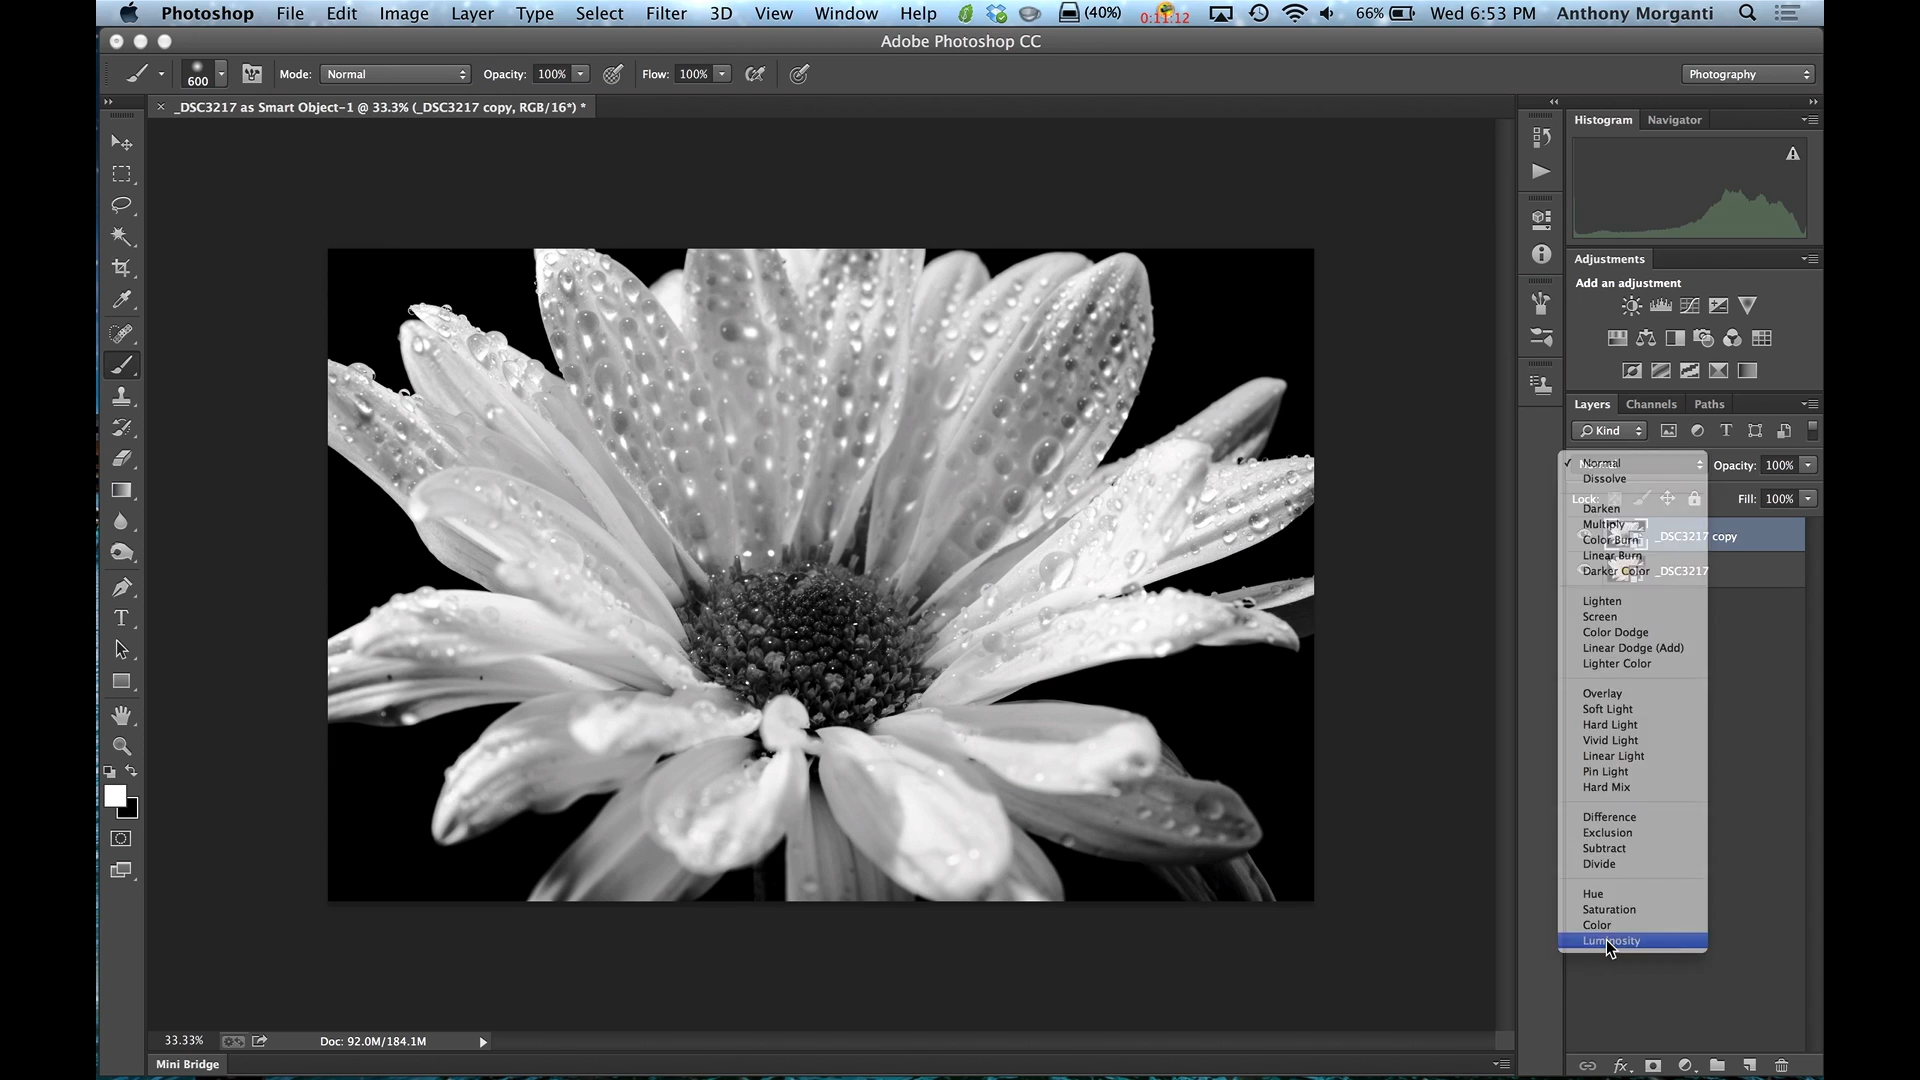 Photoshop File Edit Image Layer Type Select Filter 3D View Window Help (40%) 0:11:12 66% Wed 6:53 PM Anthony Morganti
Adobe Photoshop CC
600 Mode: Normal Opacity: 100% Flow: 100% Photography
_DSC3217 as Smart Object-1 @ 33.3% (_DSC3217 copy, RGB/16*) *
Histogram Navigator
Adjustments
Add an adjustment
Layers Channels Paths
Kind
Normal Opacity: 100%
Dissolve
Lock: Fill: 100%
Darken
Multiply
_DSC3217 copy
Color Burn
Linear Burn
Darker Color _DSC3217
Lighten
Screen
Color Dodge
Linear Dodge (Add)
Lighter Color
Overlay
Soft Light
Hard Light
Vivid Light
Linear Light
Pin Light
Hard Mix
Difference
Exclusion
Subtract
Divide
Hue
Saturation
Color
Luminosity
33.33% Doc: 92.0M/184.1M
Mini Bridge
fx